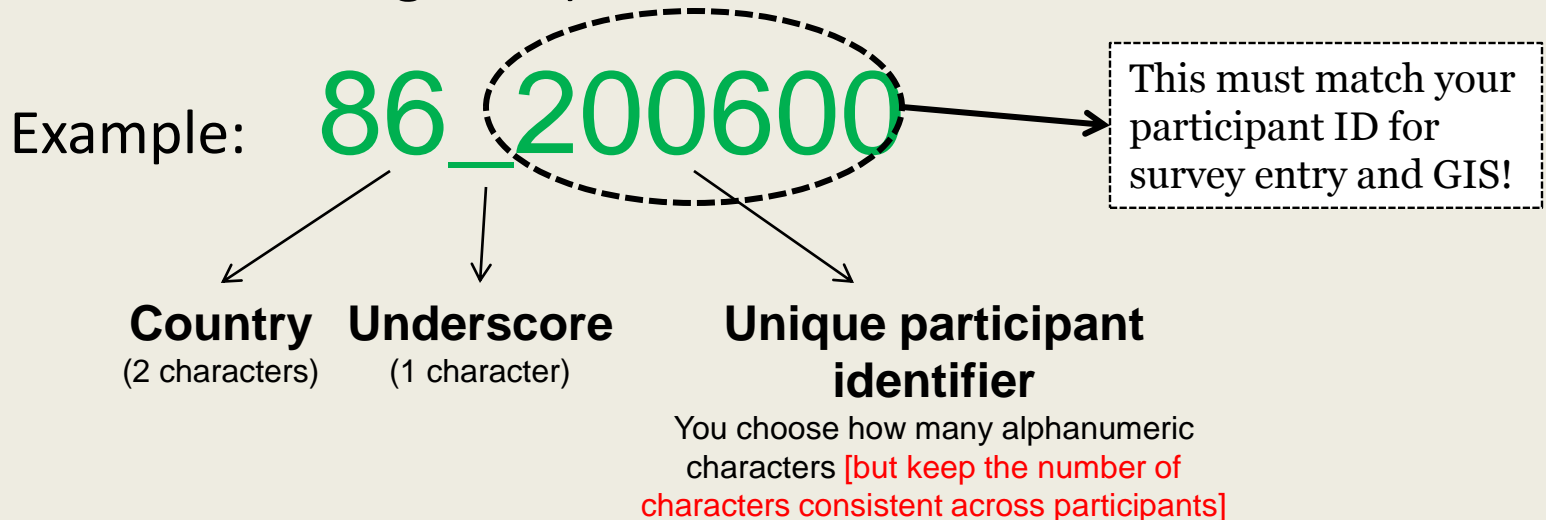 Example: 86_200600
This must match your
participant ID for
survey entry and GIS!
Country
(2 characters)
Underscore
(1 character)
Unique participant
identifier
You choose how many alphanumeric
characters [but keep the number of
characters consistent across participants]